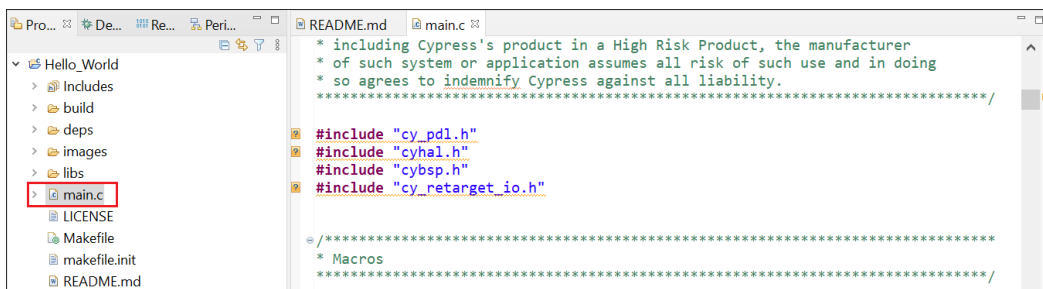 Pro... De... Re... Peri...
Hello_World
Includes
build
deps
images
libs
main.c
LICENSE
Makefile
makefile.init
README.md
README.md main.c
* including Cypress's product in a High Risk Product, the manufacturer
* of such system or application assumes all risk of such use and in doing
* so agrees to indemnify Cypress against all liability.
*******************************************************************************/
#include "cy_pdl.h"
#include "cyhal.h"
#include "cybsp.h"
#include "cy_retarget_io.h"
/*******************************************************************************
* Macros
*******************************************************************************/